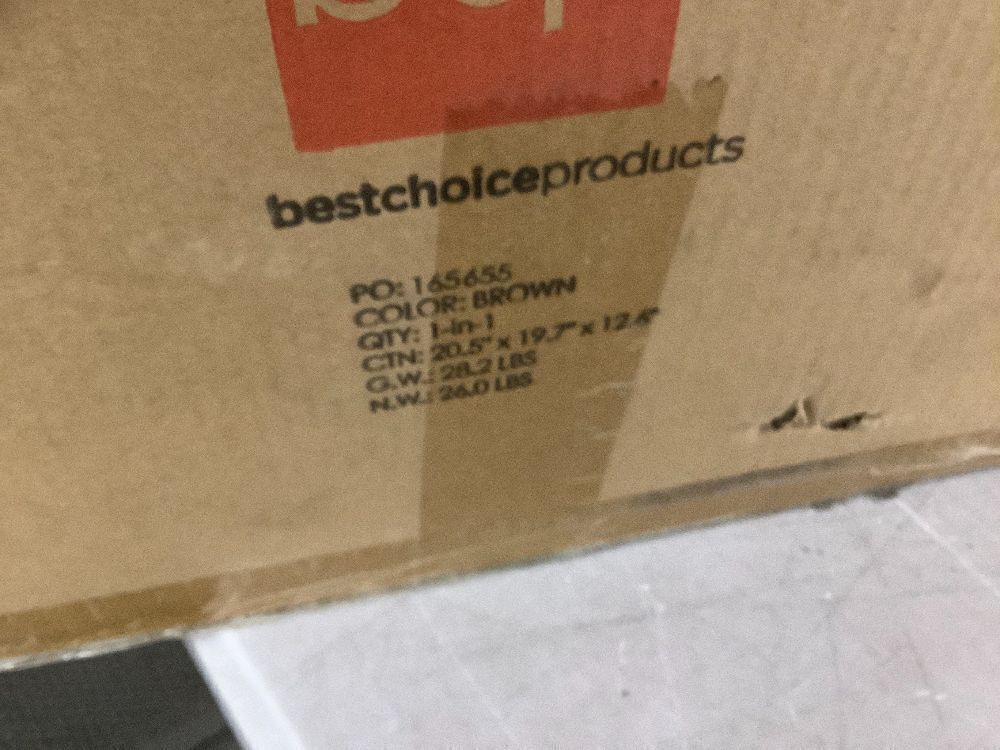 bestchoiceproducts
PO: 165655
COLOR: BROWN
QTY: 1-in-1
CTN: 20.5" x 19.7" x 12.6"
G.W.: 28.2 LBS
N.W.: 26.0 LBS